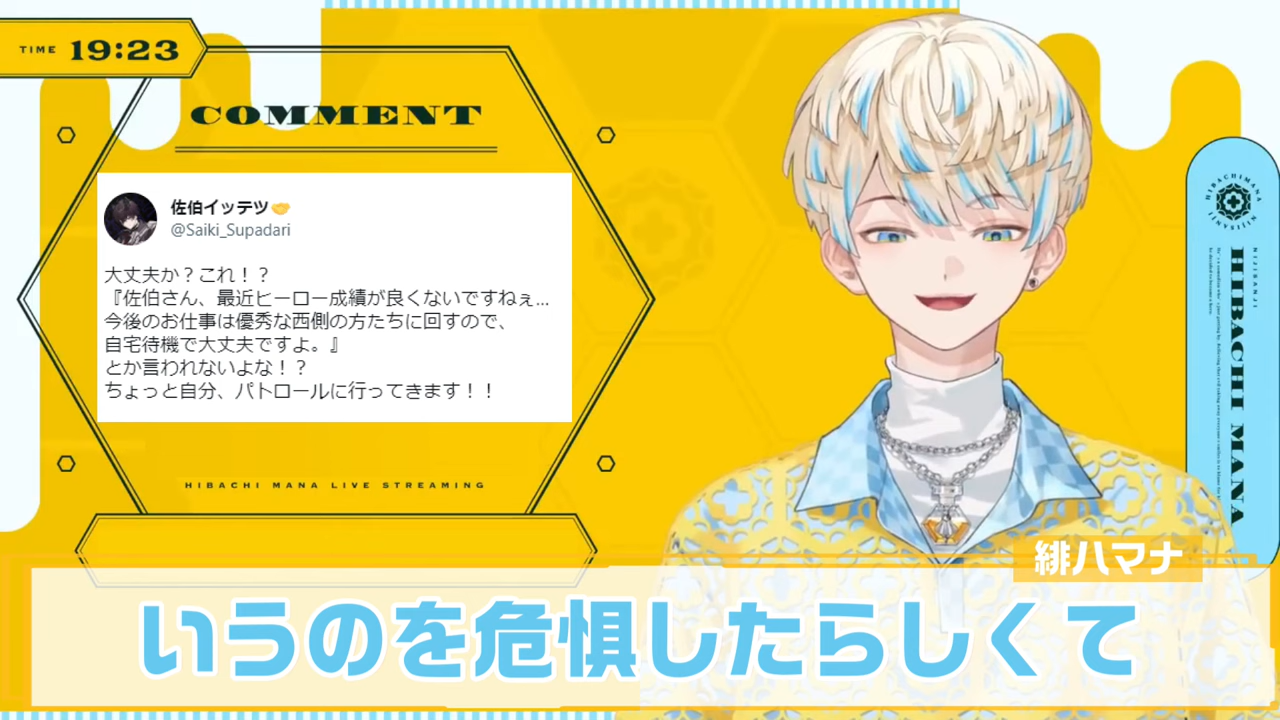 TIME 19:23
COMMENT
佐伯イッテツ🤝
@Saiki_Supadari
大丈夫か？これ！？
『佐伯さん、最近ヒーロー成績が良くないですねぇ...
今後のお仕事は優秀な西側の方たちに回すので、
自宅待機で大丈夫ですよ。』
とか言われないよな！？
ちょっと自分、パトロールに行ってきます！！
HIBACHI MANA LIVE STREAMING
HIBACHIMANA
NIJISANJI
NIJISANJI
HIBACHI MANA
緋八マナ
いうのを危惧したらしくて